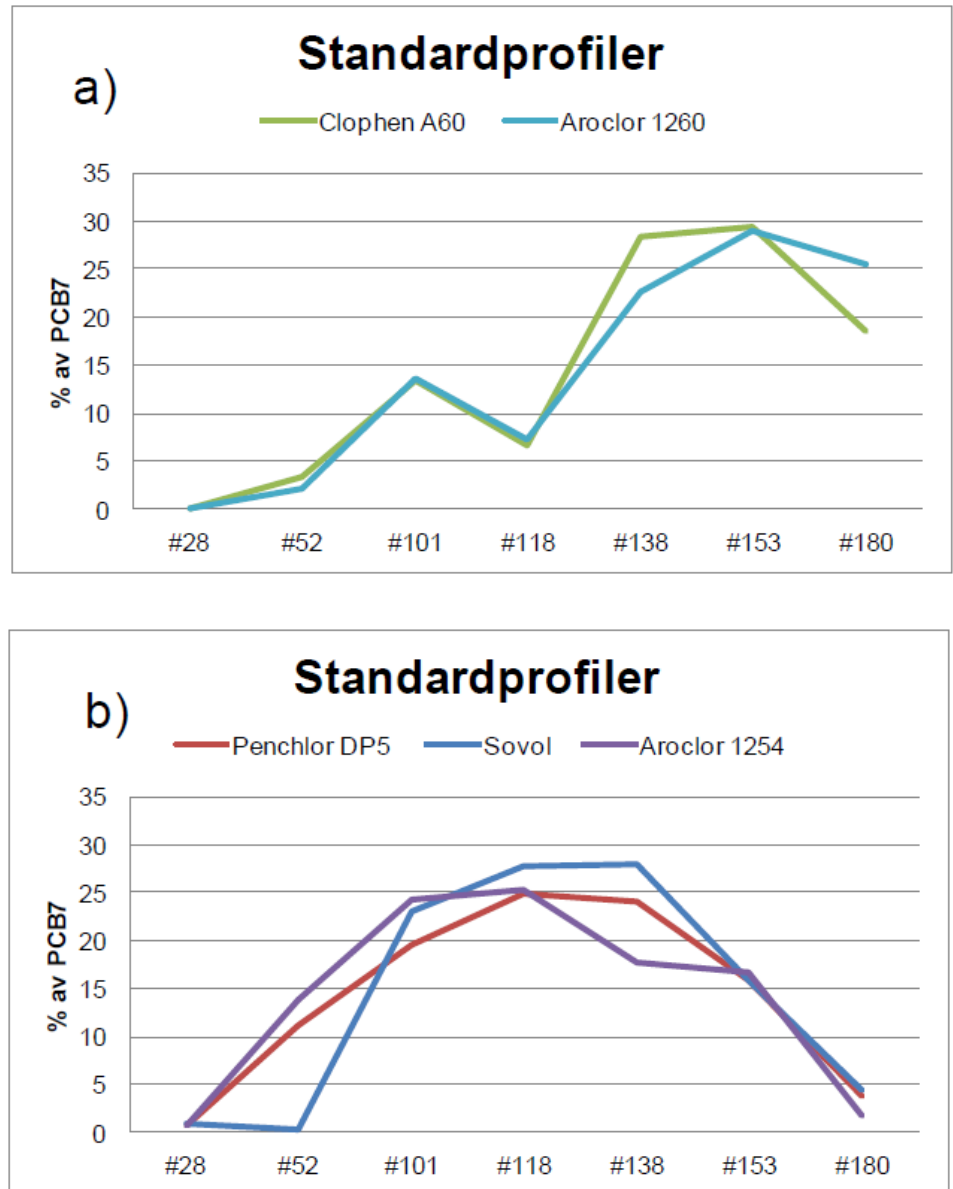 Standardprofiler
a)
Clophen A60 Aroclor 1260
35
30
25
20
15
10
5
0
% av PCB7
#28 #52 #101 #118 #138 #153 #180
Standardprofiler
b)
Penchlor DP5 Sovol Aroclor 1254
35
30
25
20
15
10
5
0
% av PCB7
#28 #52 #101 #118 #138 #153 #180